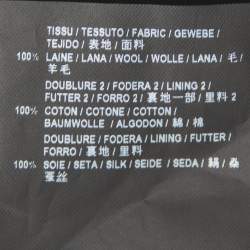 TISSU / TESSUTO / FABRIC / GEWEBE /
TEJIDO / 表地 / 面料
100% LAINE / LANA / WOOL / WOLLE / LANA / 毛 /
羊毛
DOUBLURE 2 / FODERA 2 / LINING 2 /
FUTTER 2 / FORRO 2 / 裏地一部 / 里料 2
100% COTON / COTONE / COTTON /
BAUMWOLLE / ALGODON / 綿 / 棉
DOUBLURE / FODERA / LINING / FUTTER /
FORRO / 裏地 / 里料
100% SOIE / SETA / SILK / SEIDE / SEDA / 絹 / 桑
蚕丝